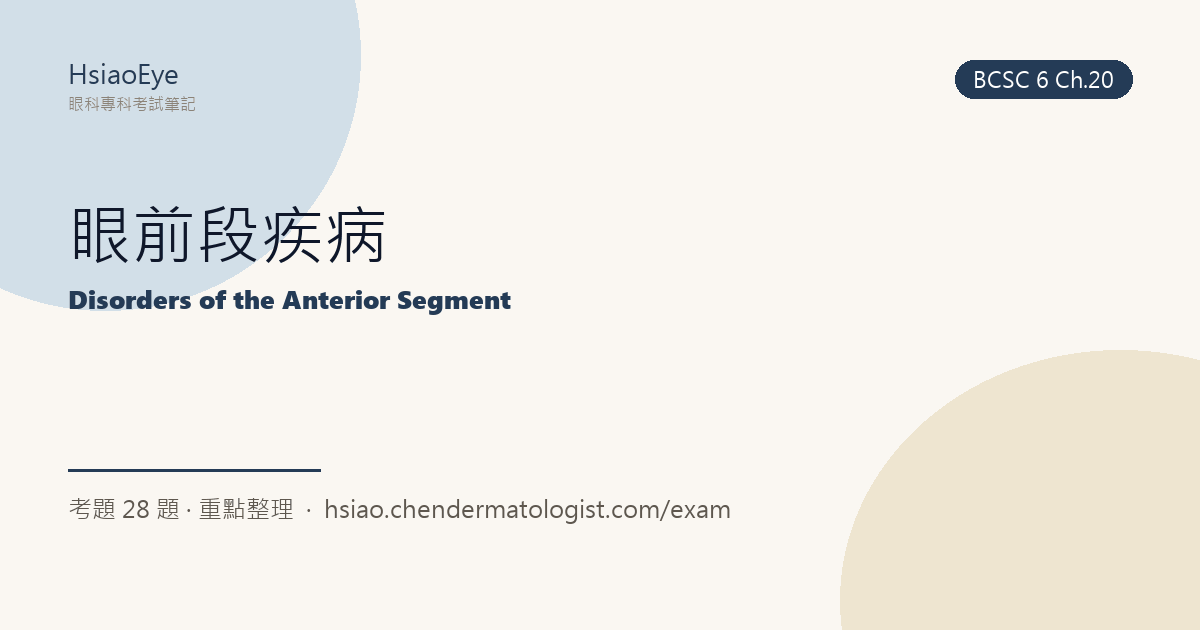 HsiaoEye
眼科專科考試筆記
BCSC 6 Ch.20
眼前段疾病
Disorders of the Anterior Segment
考題 28 題 · 重點整理 · hsiao.chendermatologist.com/exam